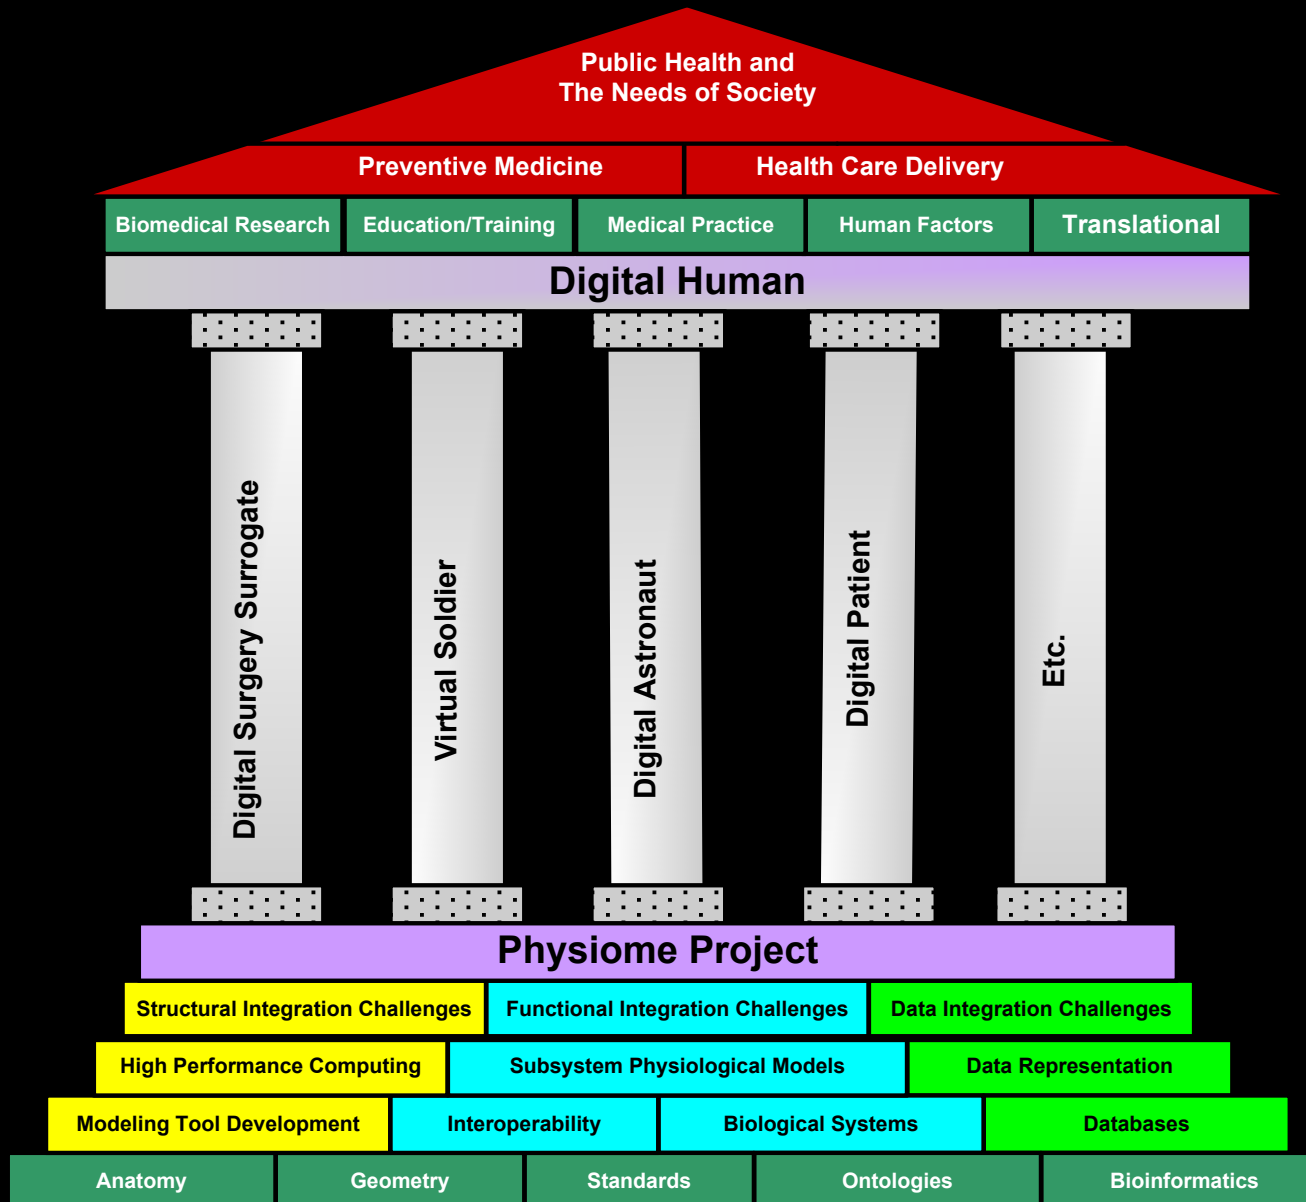 Public Health and
The Needs of Society
Preventive Medicine
Health Care Delivery
Biomedical Research
Education/Training
Medical Practice
Human Factors
Translational
Digital Human
Digital Surgery Surrogate
Virtual Soldier
Digital Astronaut
Digital Patient
Etc.
Physiome Project
Structural Integration Challenges
Functional Integration Challenges
Data Integration Challenges
High Performance Computing
Subsystem Physiological Models
Data Representation
Modeling Tool Development
Interoperability
Biological Systems
Databases
Anatomy
Geometry
Standards
Ontologies
Bioinformatics